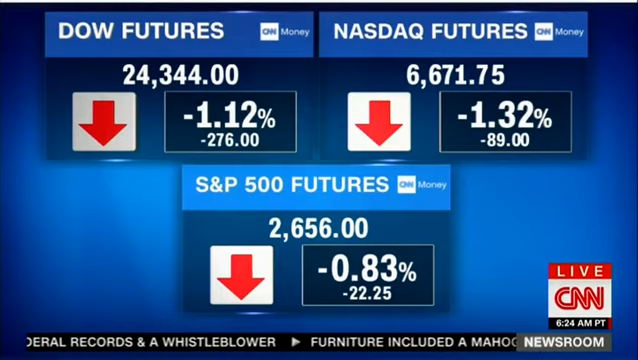 DOW FUTURES CNN Money
24,344.00
-1.12%
-276.00
NASDAQ FUTURES CNN Money
6,671.75
-1.32%
-89.00
S&P 500 FUTURES CNN Money
2,656.00
-0.83%
-22.25
LIVE
CNN
6:24 AM PT
DERAL RECORDS & A WHISTLEBLOWER ▶ FURNITURE INCLUDED A MAHOG
NEWSROOM